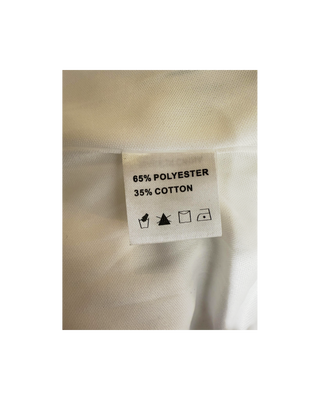 65% POLYESTER
35% COTTON